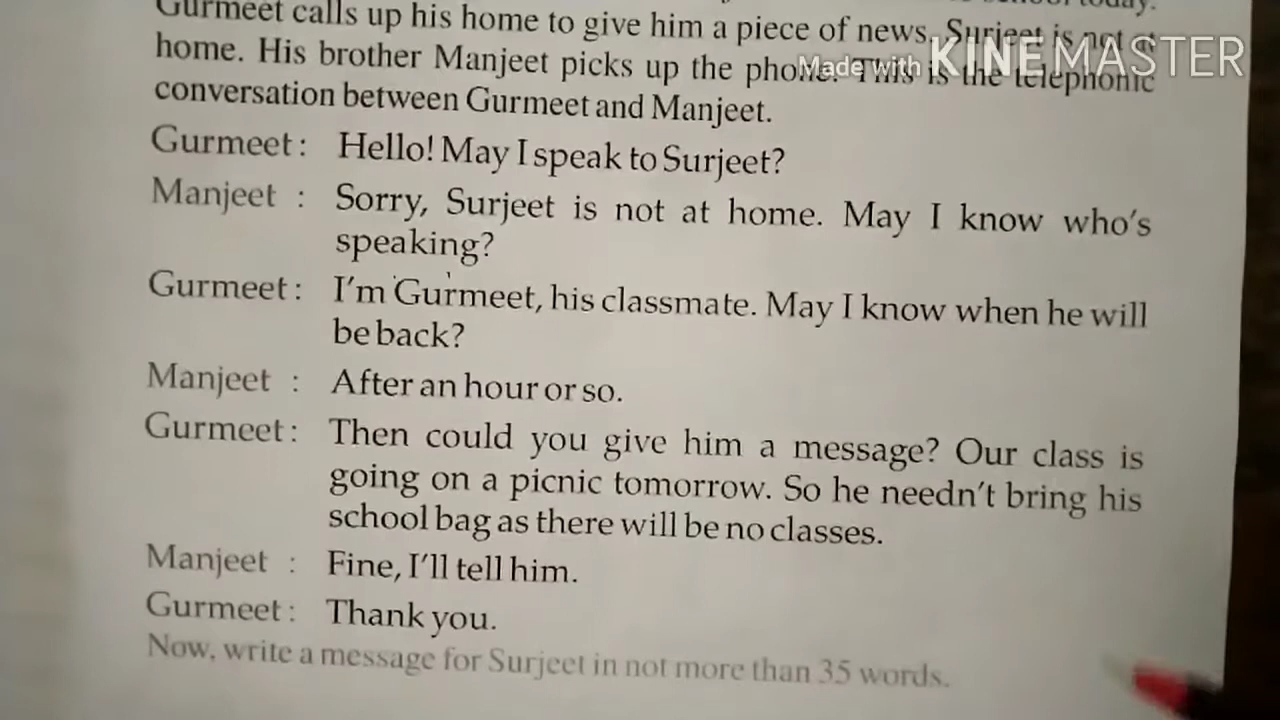 school today.
Gurmeet calls up his home to give him a piece of news. Surjeet is not at
home. His brother Manjeet picks up the phone. This is the telephonic
Made with KINEMASTER
conversation between Gurmeet and Manjeet.
Gurmeet : Hello! May I speak to Surjeet?
Manjeet : Sorry, Surjeet is not at home. May I know who's
speaking?
Gurmeet : I'm Gurmeet, his classmate. May I know when he will
be back?
Manjeet : After an hour or so.
Gurmeet : Then could you give him a message? Our class is
going on a picnic tomorrow. So he needn't bring his
school bag as there will be no classes.
Manjeet : Fine, I'll tell him.
Gurmeet : Thank you.
Now, write a message for Surjeet in not more than 35 words.